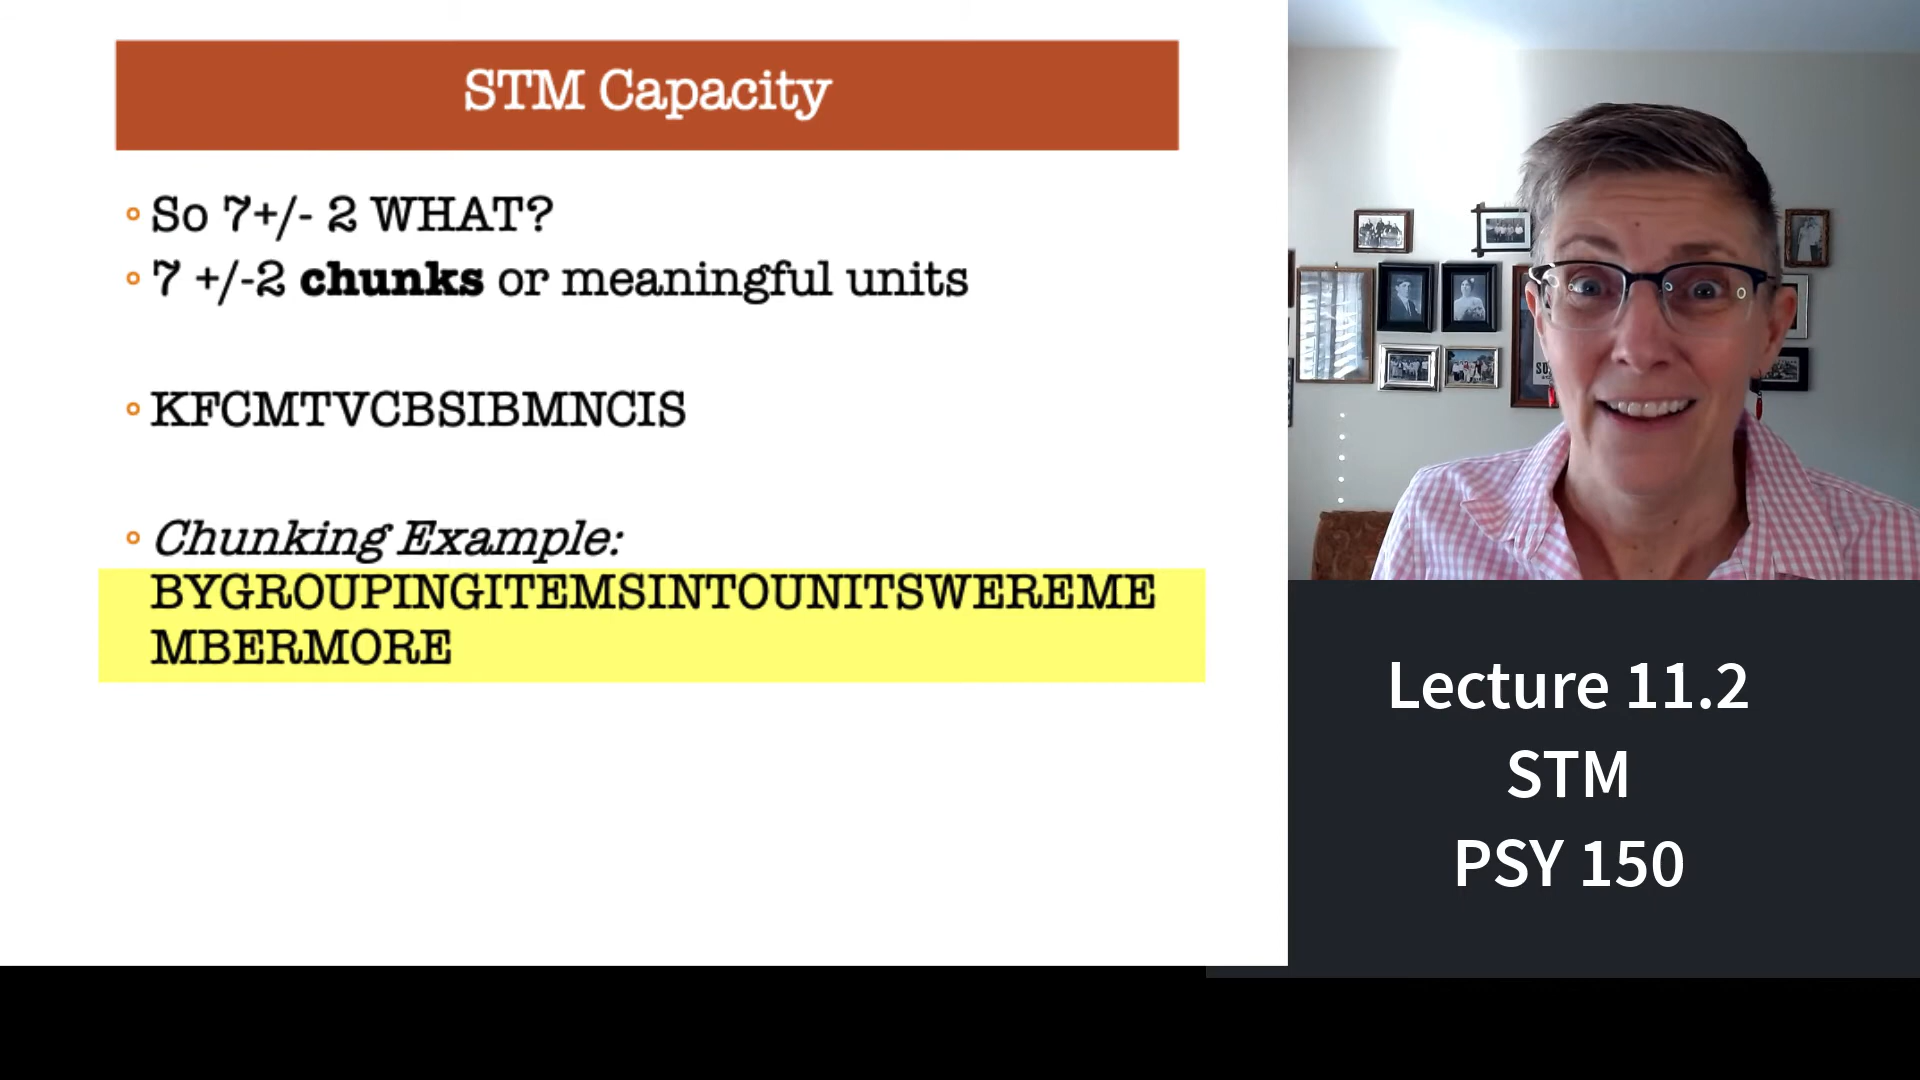 STM Capacity
So 7+/- 2 WHAT?
7 +/-2 chunks or meaningful units
KFCMTVCBSIBMNCIS
Chunking Example:
BYGROUPINGITEMSINTOUNITSWEREME
MBERMORE
Lecture 11.2
STM
PSY 150